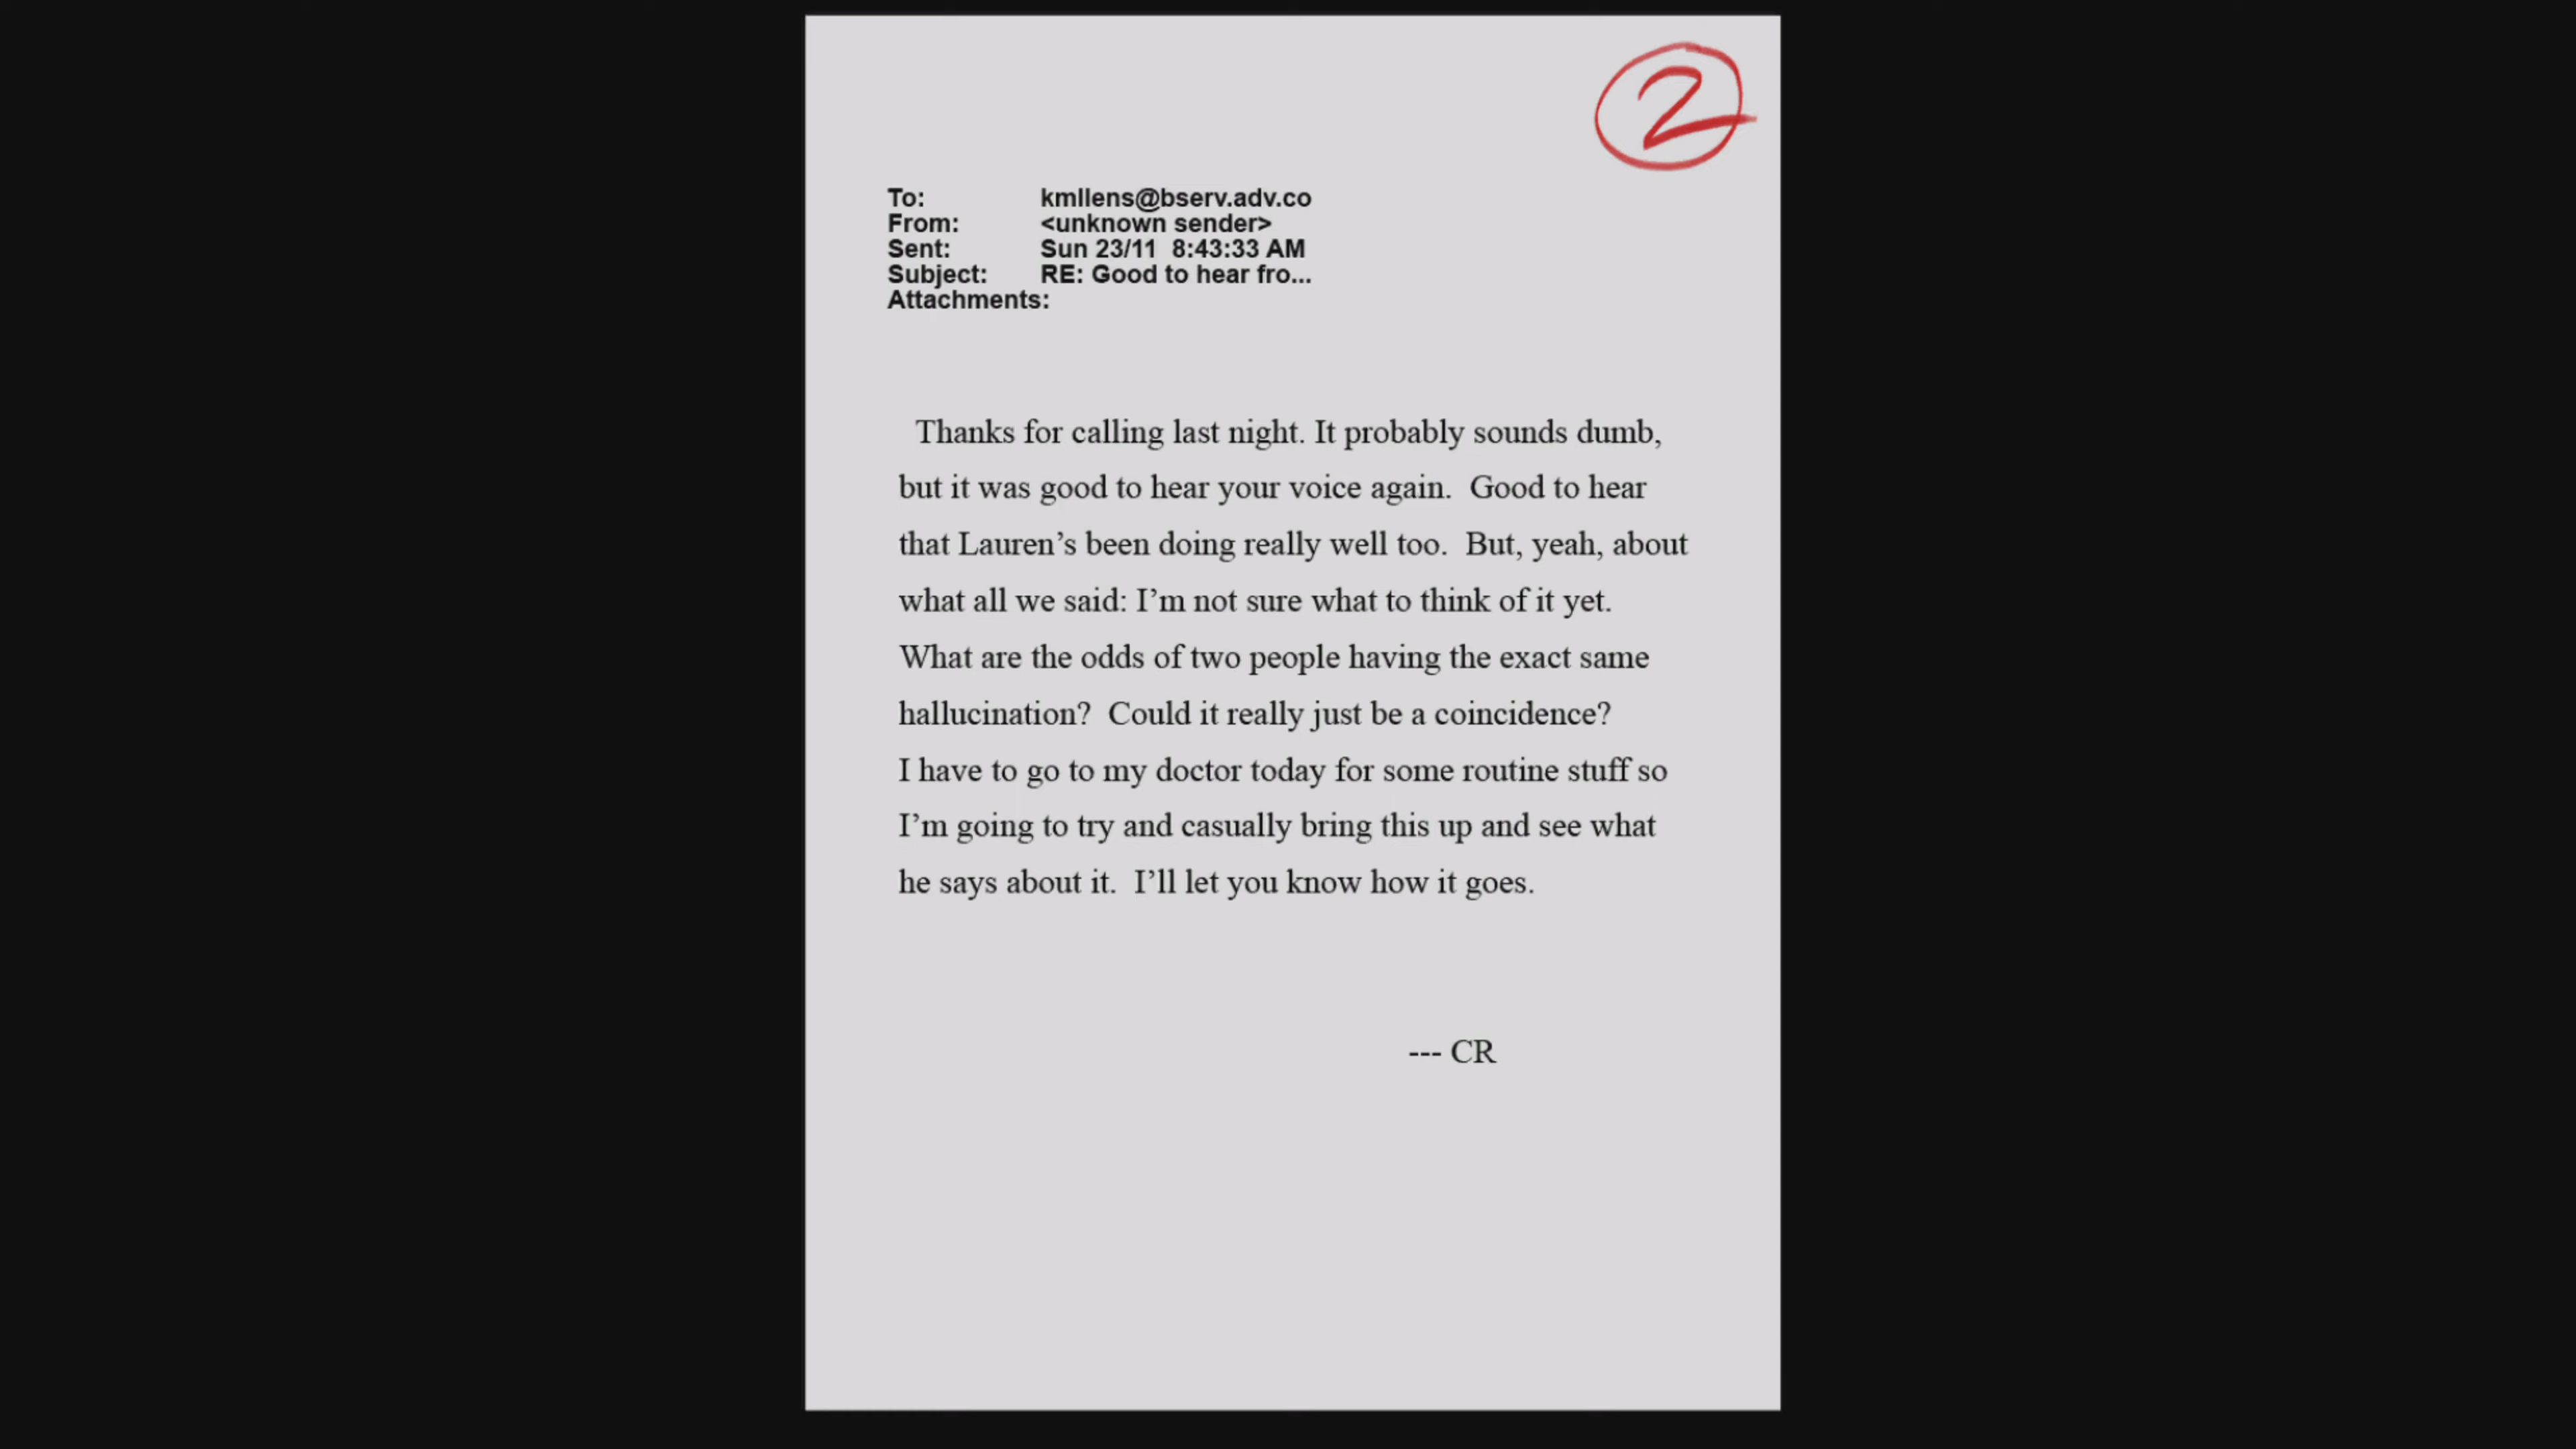 2
To: kmllens@bserv.adv.co
From: <unknown sender>
Sent: Sun 23/11  8:43:33 AM
Subject: RE: Good to hear fro...
Attachments:
Thanks for calling last night. It probably sounds dumb,
but it was good to hear your voice again.  Good to hear
that Lauren’s been doing really well too.  But, yeah, about
what all we said: I’m not sure what to think of it yet.
What are the odds of two people having the exact same
hallucination?  Could it really just be a coincidence?
I have to go to my doctor today for some routine stuff so
I’m going to try and casually bring this up and see what
he says about it.  I’ll let you know how it goes.
--- CR